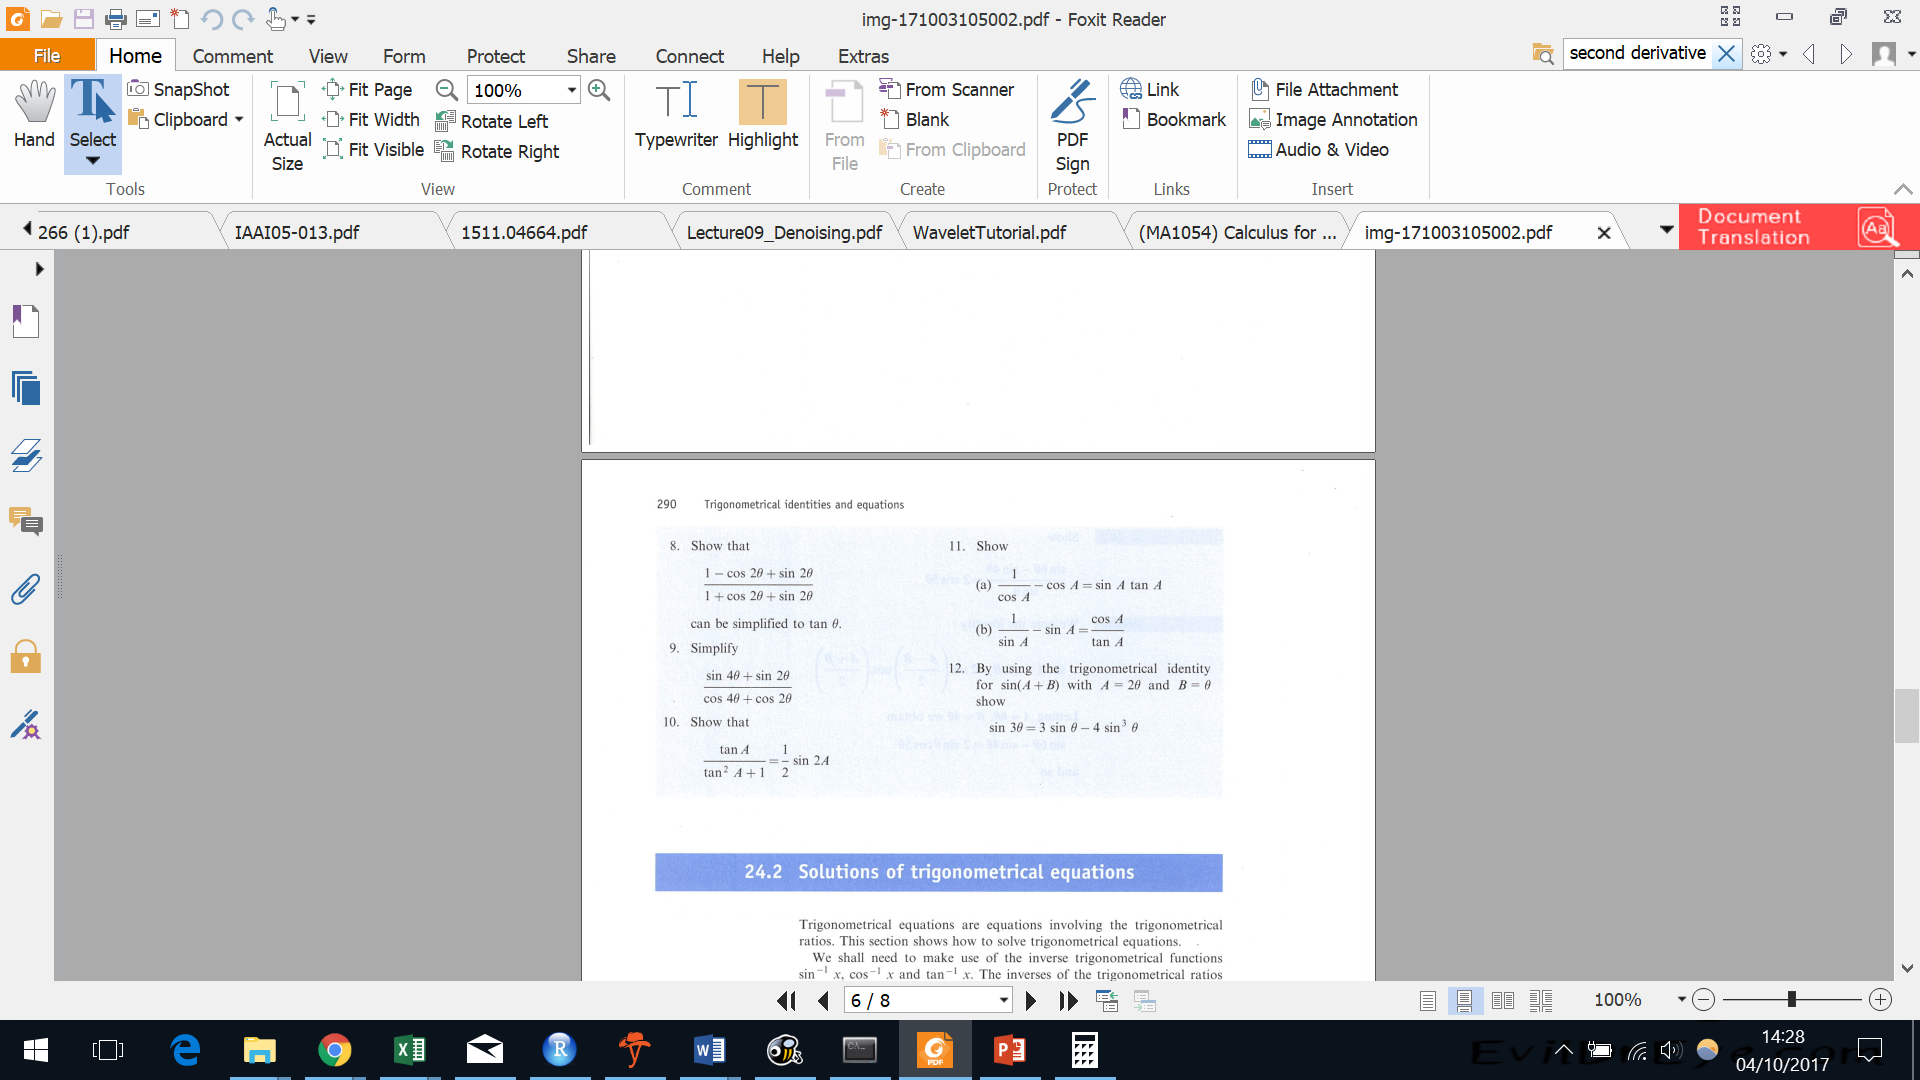 img-171003105002.pdf - Foxit Reader
File Home Comment View Form Protect Share Connect Help Extras
second derivative
Hand
Select
SnapShot
Clipboard
Tools
Actual Size
Fit Page
Fit Width
Fit Visible
100%
Rotate Left
Rotate Right
View
Typewriter
Highlight
Comment
From File
From Scanner
Blank
From Clipboard
Create
PDF Sign
Protect
Link
Bookmark
Links
File Attachment
Image Annotation
Audio & Video
Insert
266 (1).pdf IAAI05-013.pdf 1511.04664.pdf Lecture09_Denoising.pdf WaveletTutorial.pdf (MA1054) Calculus for ... img-171003105002.pdf
Document
Translation
290 Trigonometrical identities and equations
8. Show that
1 − cos 2θ + sin 2θ
1 + cos 2θ + sin 2θ
can be simplified to tan θ.
9. Simplify
sin 4θ + sin 2θ
cos 4θ + cos 2θ
10. Show that
tan A / tan² A + 1 = 1/2 sin 2A
11. Show
(a) 1/cos A − cos A = sin A tan A
(b) 1/sin A − sin A = cos A/tan A
12. By using the trigonometrical identity
for sin(A + B) with A = 2θ and B = θ
show
sin 3θ = 3 sin θ − 4 sin³ θ
24.2 Solutions of trigonometrical equations
Trigonometrical equations are equations involving the trigonometrical
ratios. This section shows how to solve trigonometrical equations.
We shall need to make use of the inverse trigonometrical functions
sin⁻¹ x, cos⁻¹ x and tan⁻¹ x. The inverses of the trigonometrical ratios
6 / 8
100%
14:28
04/10/2017